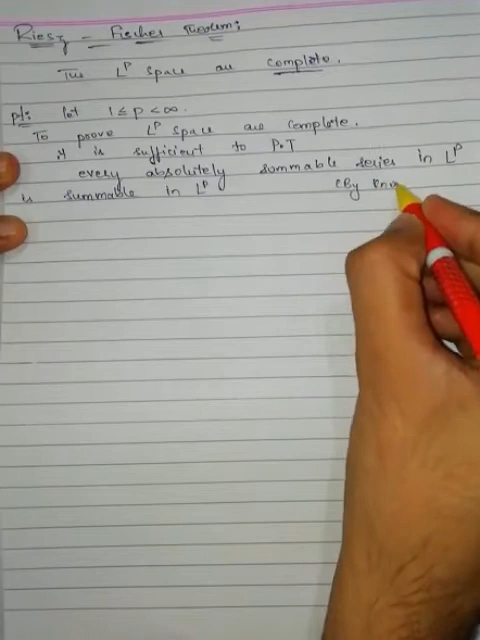 Riesz - Fischer Theorem:
The L^p space are complete.
pf: let 1 ≤ p < ∞.
To prove L^p space are complete.
it is sufficient to P.T
every absolutely summable series in L^p
is summable in L^p (By